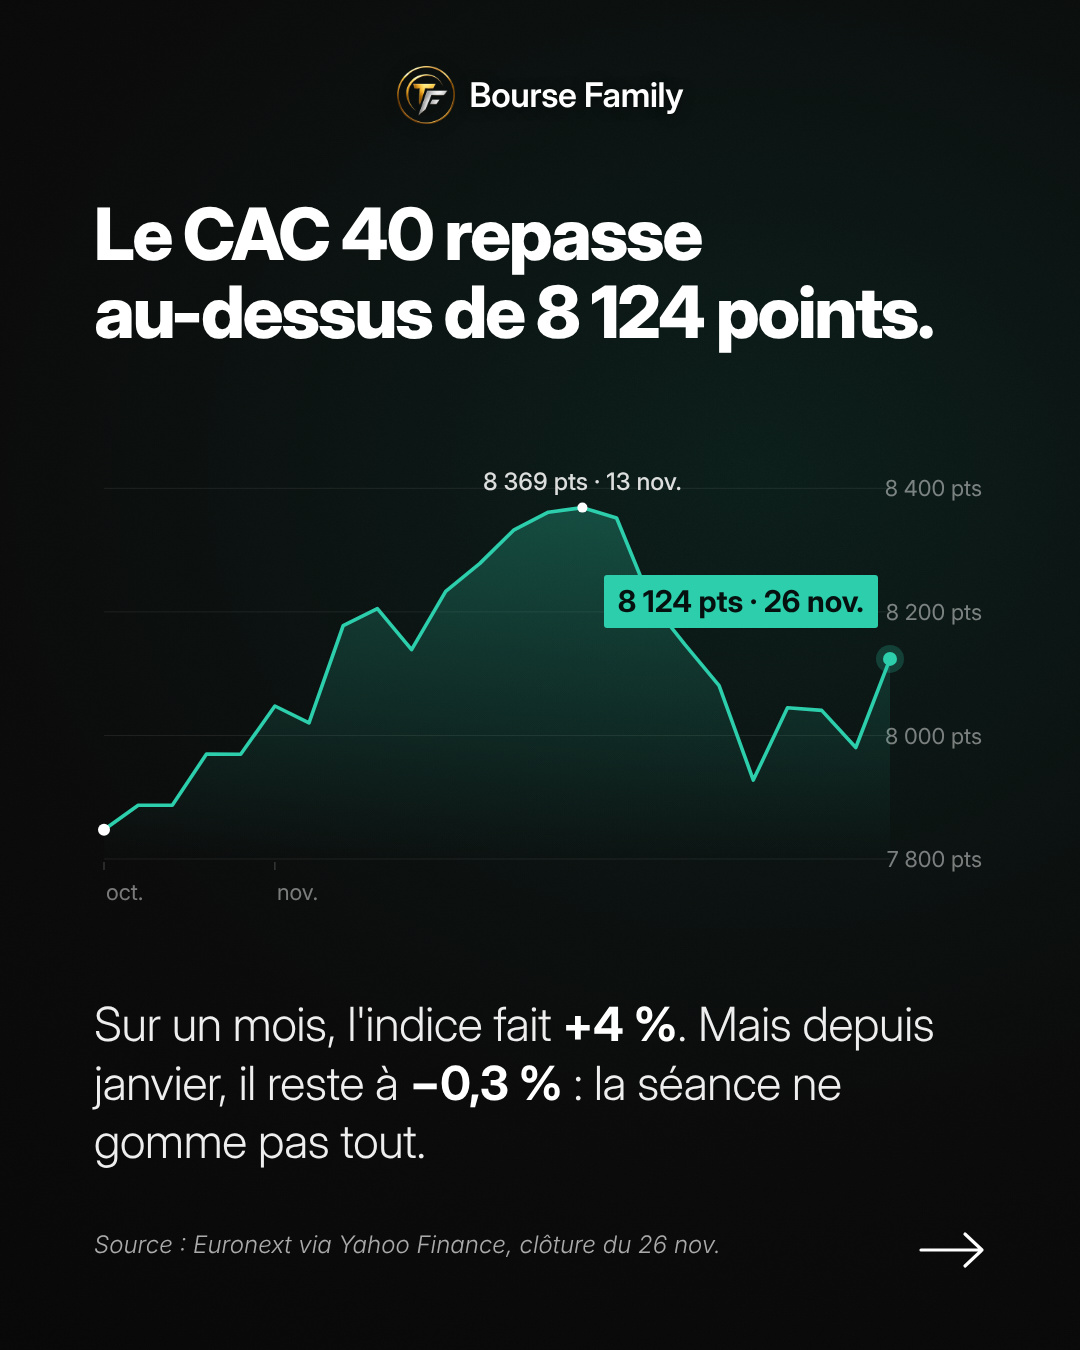 TF Bourse Family
Le CAC 40 repasse
au-dessus de 8 124 points.
8 369 pts · 13 nov.
8 400 pts
8 124 pts · 26 nov.
8 200 pts
8 000 pts
7 800 pts
oct.
nov.
Sur un mois, l'indice fait +4 %. Mais depuis
janvier, il reste à −0,3 % : la séance ne
gomme pas tout.
Source : Euronext via Yahoo Finance, clôture du 26 nov.